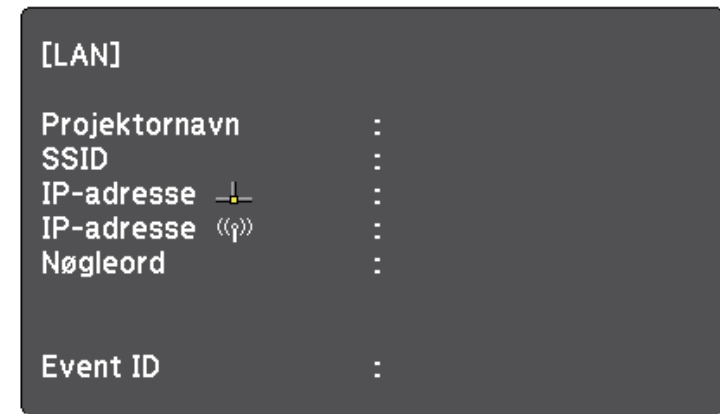 [LAN]
Projektornavn :
SSID :
IP-adresse :
IP-adresse :
Nøgleord :
Event ID :